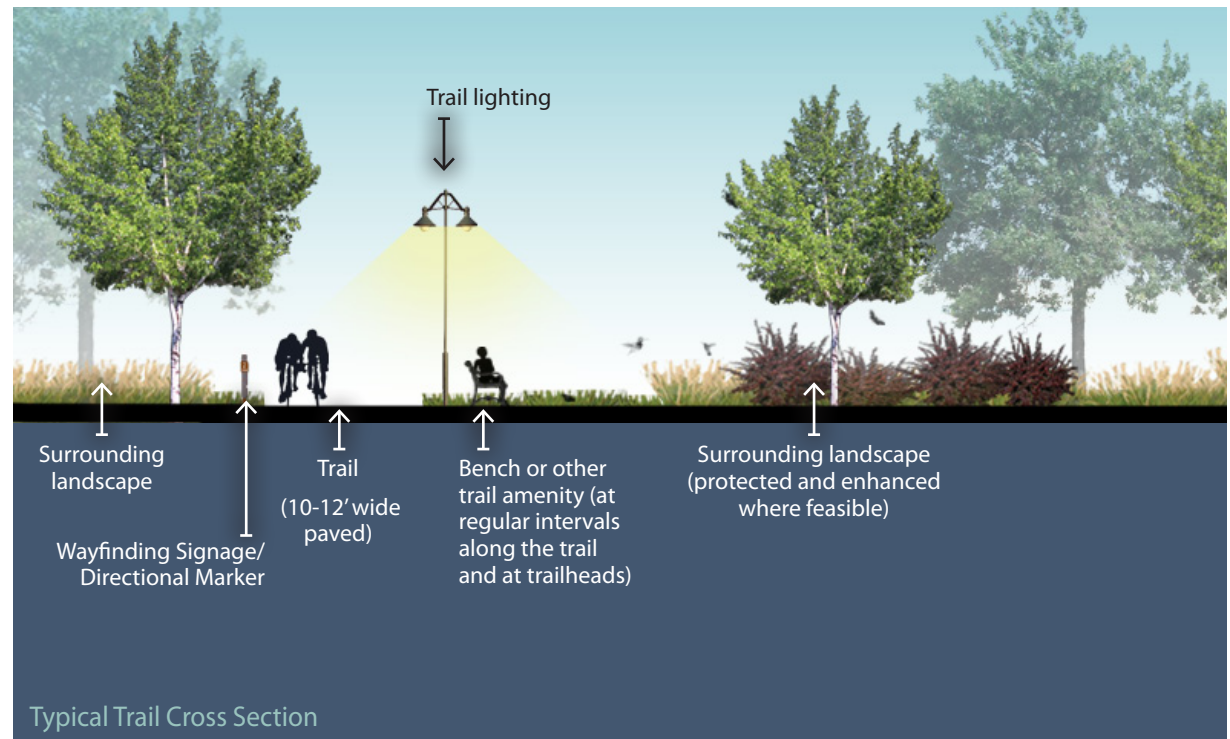 Trail lighting
Surrounding
landscape
Wayfinding Signage/
Directional Marker
Trail
(10-12' wide
paved)
Bench or other
trail amenity (at
regular intervals
along the trail
and at trailheads)
Surrounding landscape
(protected and enhanced
where feasible)
Typical Trail Cross Section